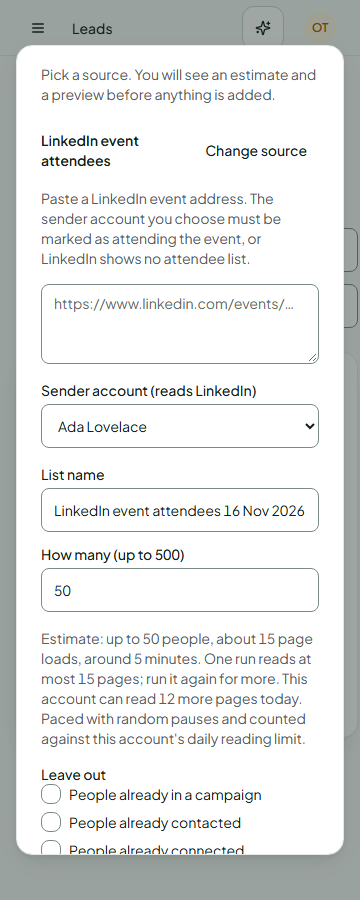 Leads
OT
Pick a source. You will see an estimate and
a preview before anything is added.
LinkedIn event
attendees
Change source
Paste a LinkedIn event address. The
sender account you choose must be
marked as attending the event, or
LinkedIn shows no attendee list.
https://www.linkedin.com/events/…
Sender account (reads LinkedIn)
Ada Lovelace
List name
LinkedIn event attendees 16 Nov 2026
How many (up to 500)
50
Estimate: up to 50 people, about 15 page
loads, around 5 minutes. One run reads at
most 15 pages; run it again for more. This
account can read 12 more pages today.
Paced with random pauses and counted
against this account's daily reading limit.
Leave out
People already in a campaign
People already contacted
People already connected